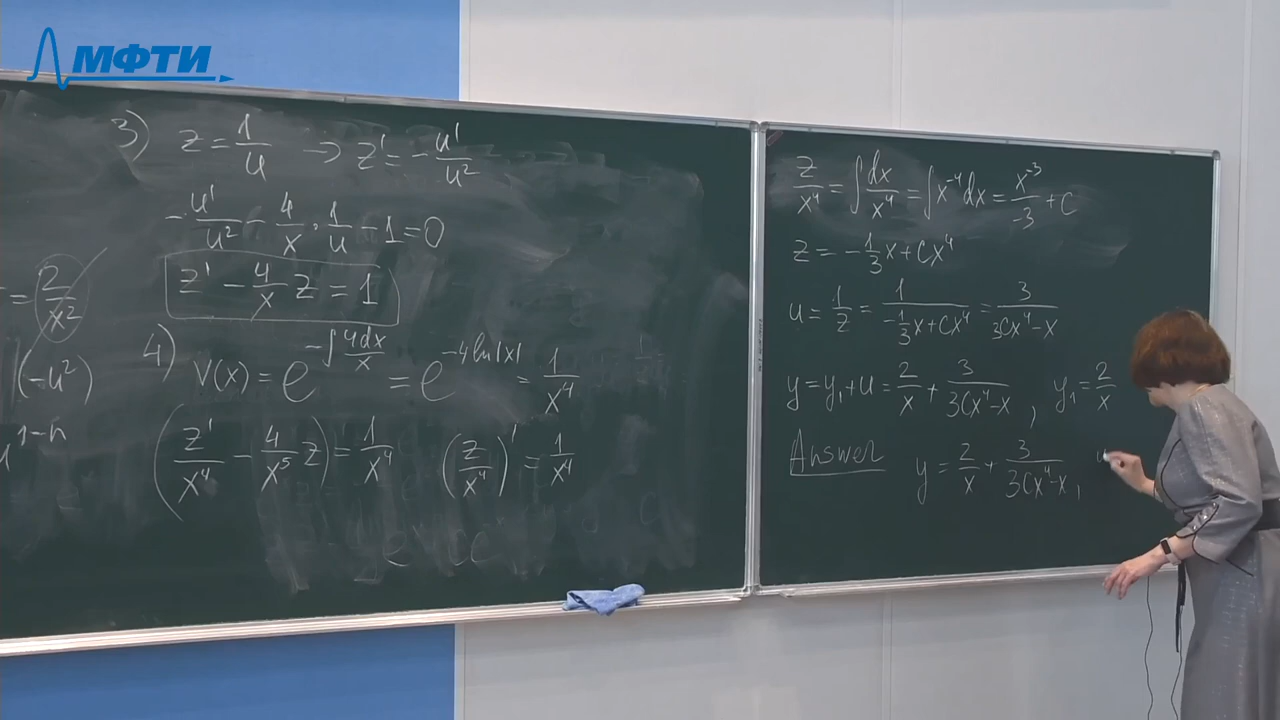 МФТИ
3) z = 1/u → z' = -u'/u²
-u'/u² - 4/x · 1/u - 1 = 0
z' - 4/x z = 1
= 2/x²
4) V(x) = e^(-∫4dx/x) = e^(-4ln|x|) = 1/x⁴
(-u²)
u^(1-n)
(z'/x⁴ - 4/x⁵ z) = 1/x⁴ (z/x⁴)' = 1/x⁴
z/x⁴ = ∫dx/x⁴ = ∫x⁻⁴dx = x⁻³/-3 + C
z = -1/3 x + Cx⁴
u = 1/z = 1/(-1/3 x + Cx⁴) = 3/(3Cx⁴-x)
y = y₁ + u = 2/x + 3/(3Cx⁴-x), y₁ = 2/x
Answer y = 2/x + 3/(3Cx⁴-x),